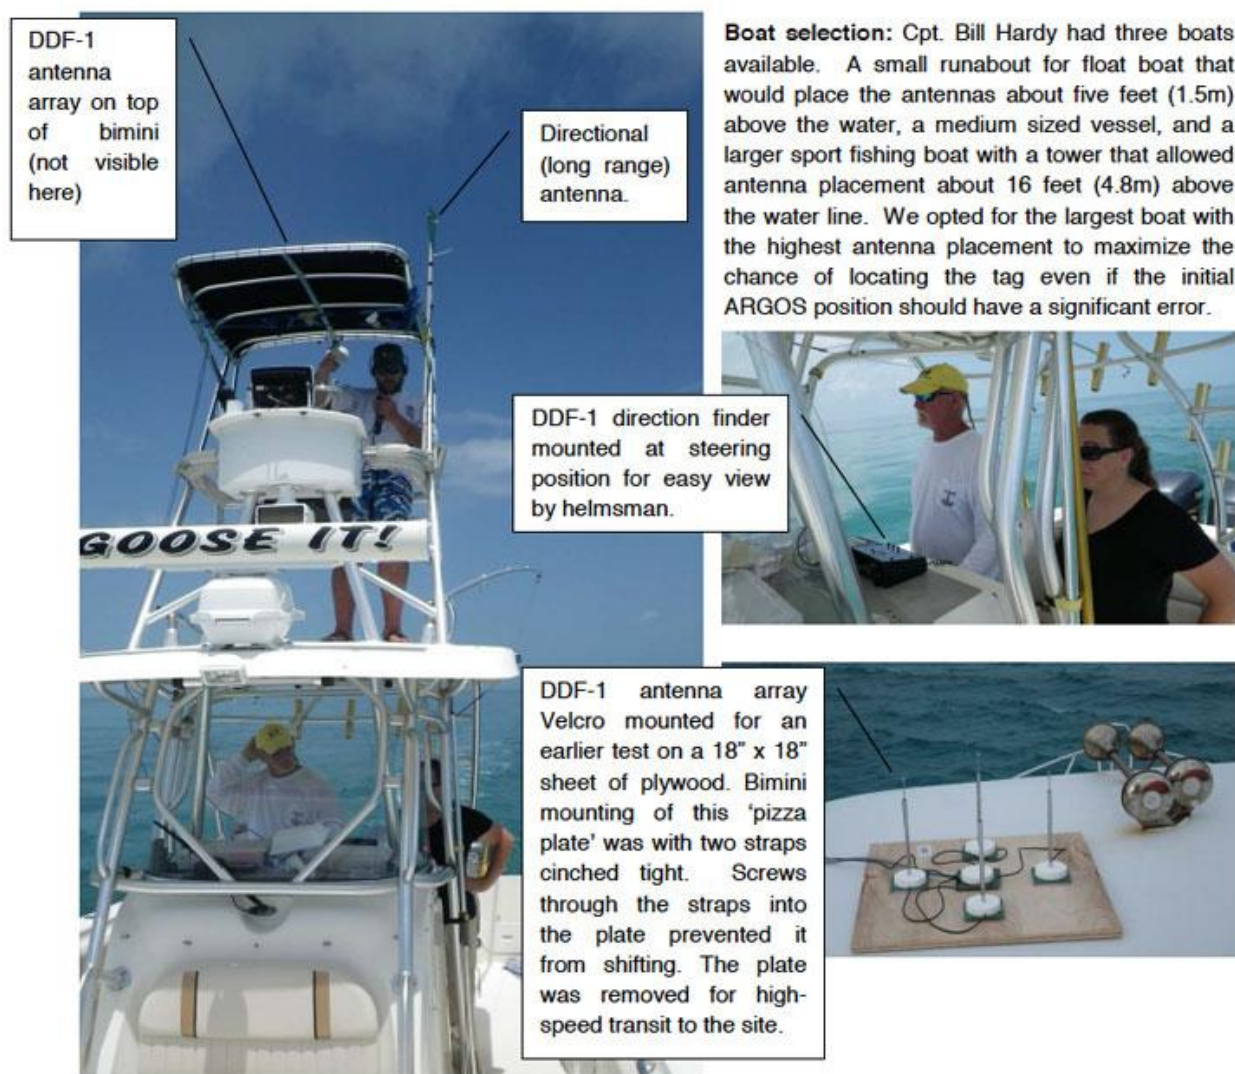 DDF-1
antenna
array on top
of bimini
(not visible
here)
Directional
(long range)
antenna.
Boat selection: Cpt. Bill Hardy had three boats
available. A small runabout for float boat that
would place the antennas about five feet (1.5m)
above the water, a medium sized vessel, and a
larger sport fishing boat with a tower that allowed
antenna placement about 16 feet (4.8m) above
the water line. We opted for the largest boat with
the highest antenna placement to maximize the
chance of locating the tag even if the initial
ARGOS position should have a significant error.
DDF-1 direction finder
mounted at steering
position for easy view
by helmsman.
GOOSE IT!
DDF-1 antenna array
Velcro mounted for an
earlier test on a 18” x 18”
sheet of plywood. Bimini
mounting of this ‘pizza
plate’ was with two straps
cinched tight. Screws
through the straps into
the plate prevented it
from shifting. The plate
was removed for high-
speed transit to the site.